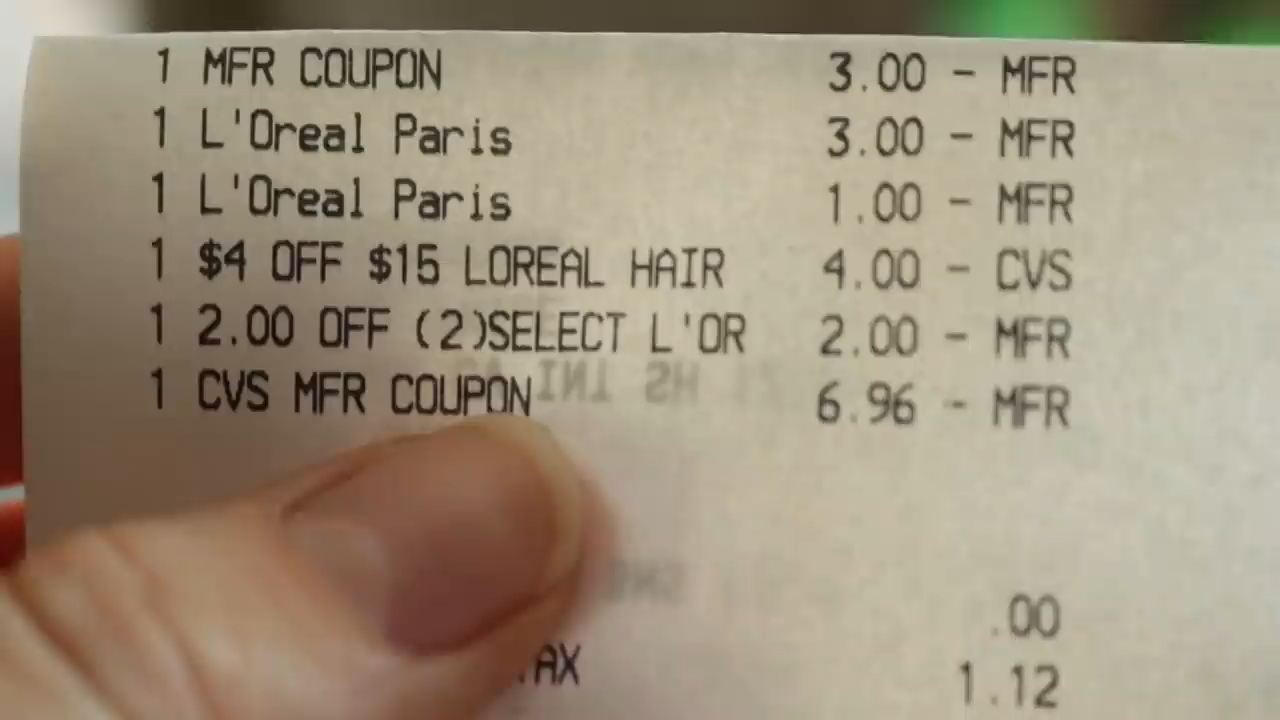 1 MFR COUPON 3.00 - MFR
1 L'Oreal Paris 3.00 - MFR
1 L'Oreal Paris 1.00 - MFR
1 $4 OFF $15 LOREAL HAIR 4.00 - CVS
1 2.00 OFF (2)SELECT L'OR 2.00 - MFR
1 CVS MFR COUPON 6.96 - MFR
.00
AX 1.12